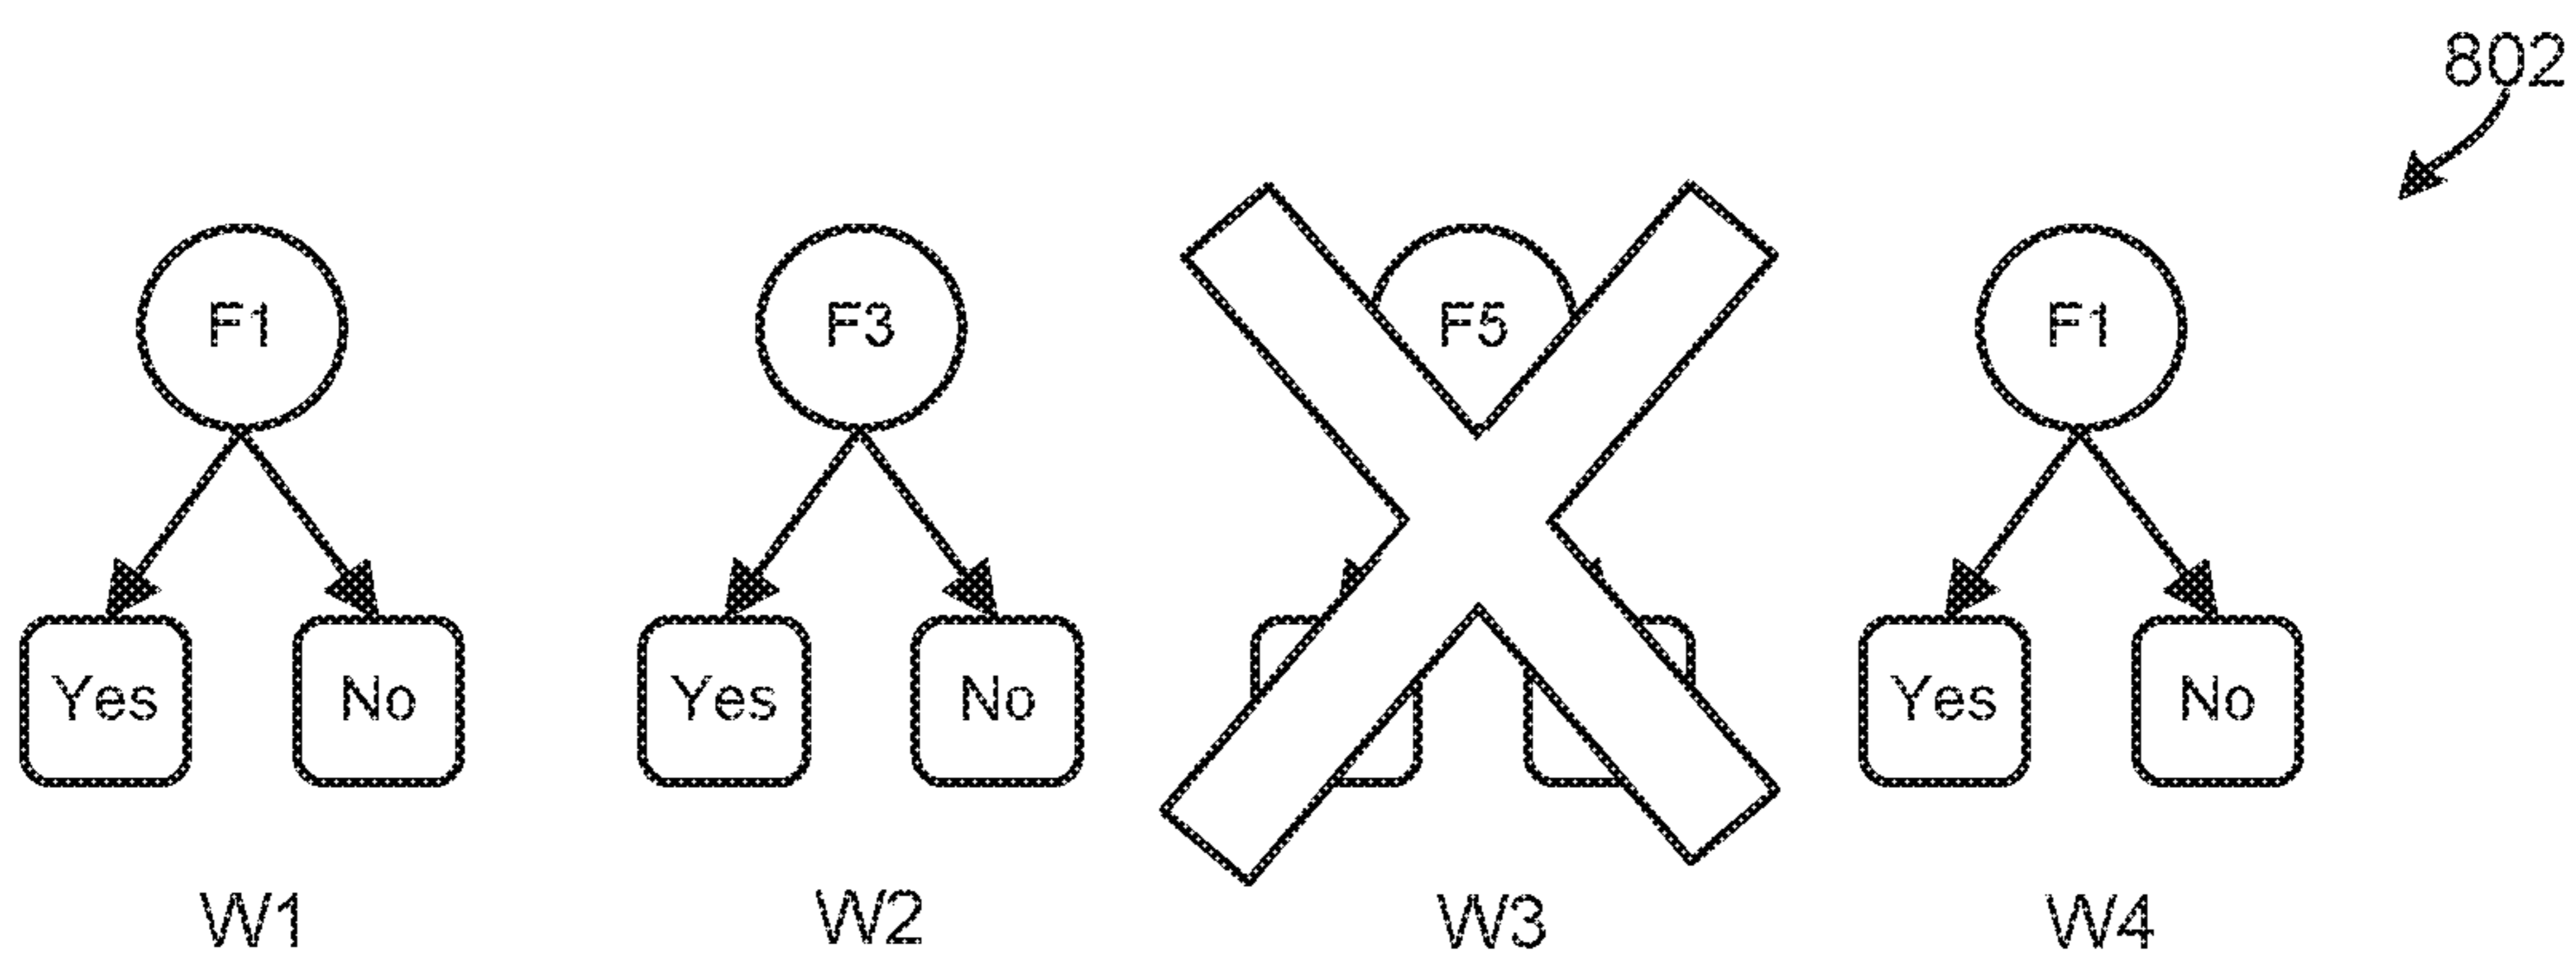 802
F1 F3 F5 F1
Yes No Yes No Yes No
W1 W2 W3 W4